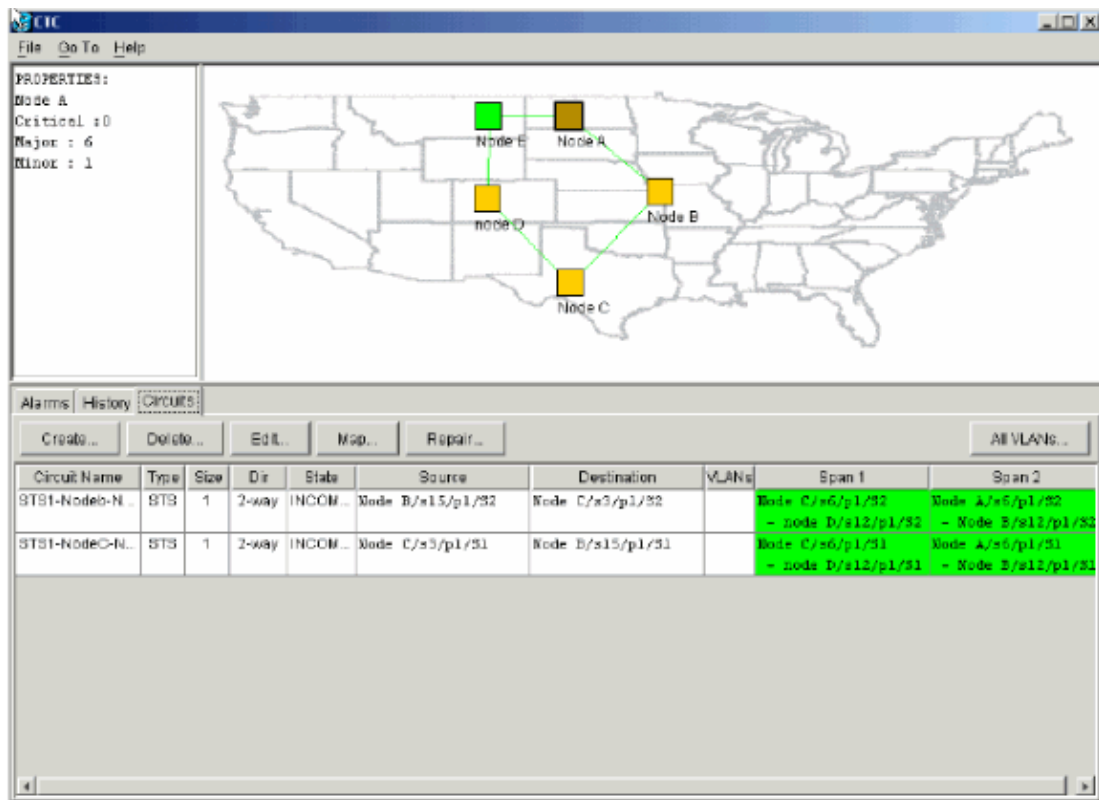 CTC
File Go To Help
PROPERTIES:
Node A
Critical :0
Major : 6
Minor : 1
Node E
Node A
node D
Node B
Node C
Alarms History Circuits
Create... Delete... Edit... Map... Repair... All VLANs...
Circuit Name Type Size Dir State Source Destination VLANs Span 1 Span 2
STS1-Nodeb-N... STS 1 2-way INCOM... Node B/s15/p1/S2 Node C/s3/p1/S2 Node C/s6/p1/S2 Node A/s6/p1/S2
- node D/s12/p1/S2 - Node B/s12/p1/S2
STS1-NodeC-N... STS 1 2-way INCOM... Node C/s3/p1/S1 Node B/s15/p1/S1 Node C/s6/p1/S1 Node A/s6/p1/S1
- node D/s12/p1/S1 - Node B/s12/p1/S1